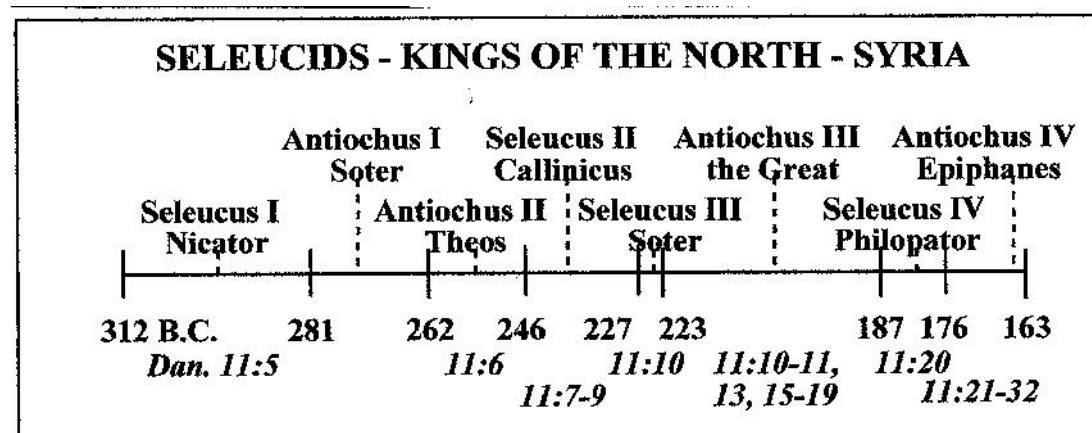 SELEUCIDS - KINGS OF THE NORTH - SYRIA
Antiochus I Seleucus II Antiochus III Antiochus IV
Soter Callinicus the Great Epiphanes
Seleucus I Antiochus II Seleucus III Seleucus IV
Nicator Theos Soter Philopator
312 B.C. 281 262 246 227 223 187 176 163
Dan. 11:5 11:6 11:10 11:10-11, 11:20
11:7-9 13, 15-19 11:21-32